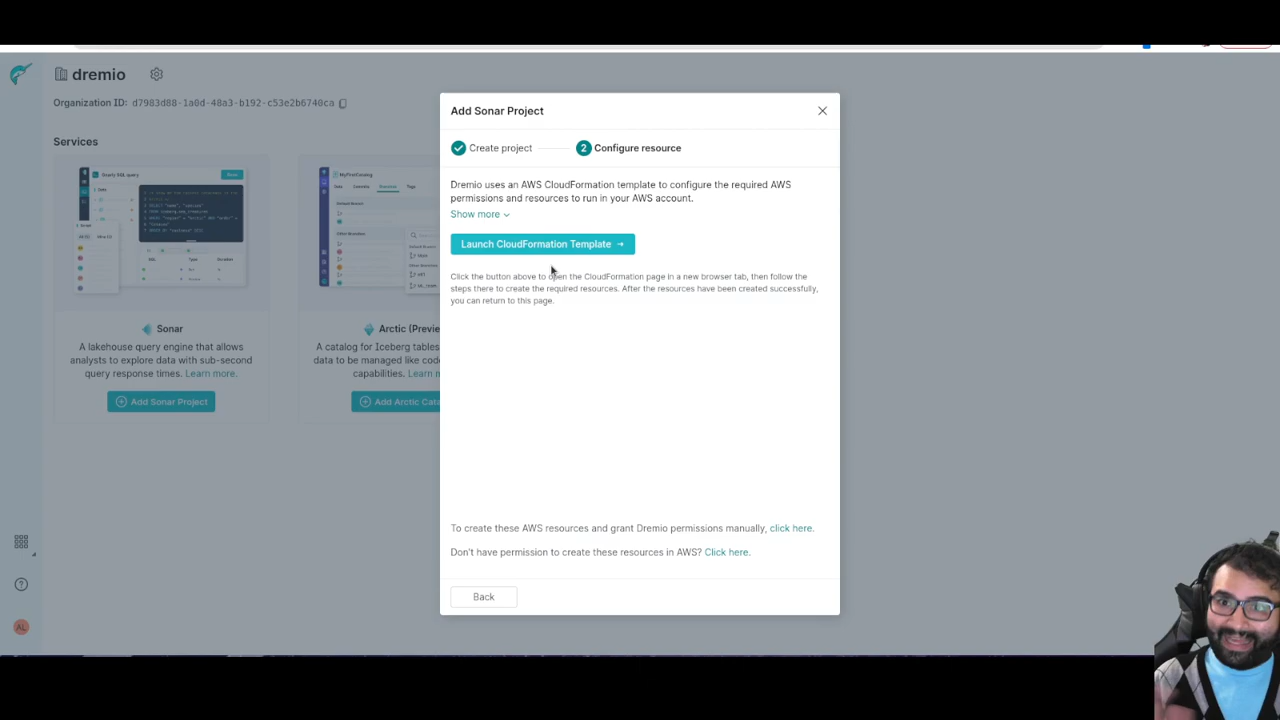 dremio
Organization ID: d7983d88-1a0d-48a3-b192-c53e2b6740ca
Services
Sonar
A lakehouse query engine that allows
analysts to explore data with sub-second
query response times. Learn more.
Add Sonar Project
Arctic (Previe
A catalog for Iceberg tables
data to be managed like cod
capabilities. Learn m
Add Arctic Cata
Add Sonar Project
Create project
2 Configure resource
Dremio uses an AWS CloudFormation template to configure the required AWS
permissions and resources to run in your AWS account.
Show more
Launch CloudFormation Template →
Click the button above to open the CloudFormation page in a new browser tab, then follow the
steps there to create the required resources. After the resources have been created successfully,
you can return to this page.
To create these AWS resources and grant Dremio permissions manually, click here.
Don't have permission to create these resources in AWS? Click here.
Back
AL